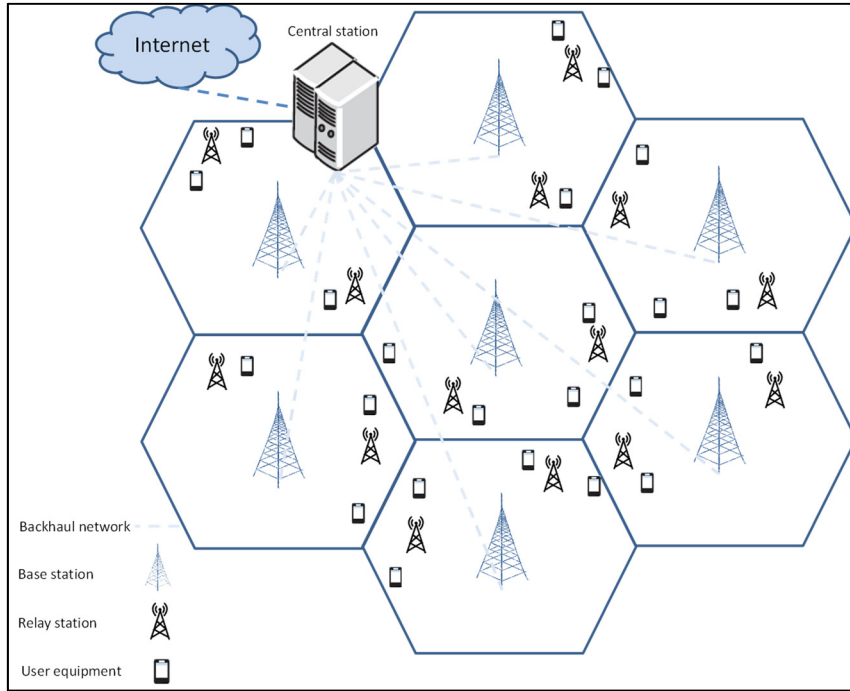 Internet
Central station
Backhaul network
Base station
Relay station
User equipment